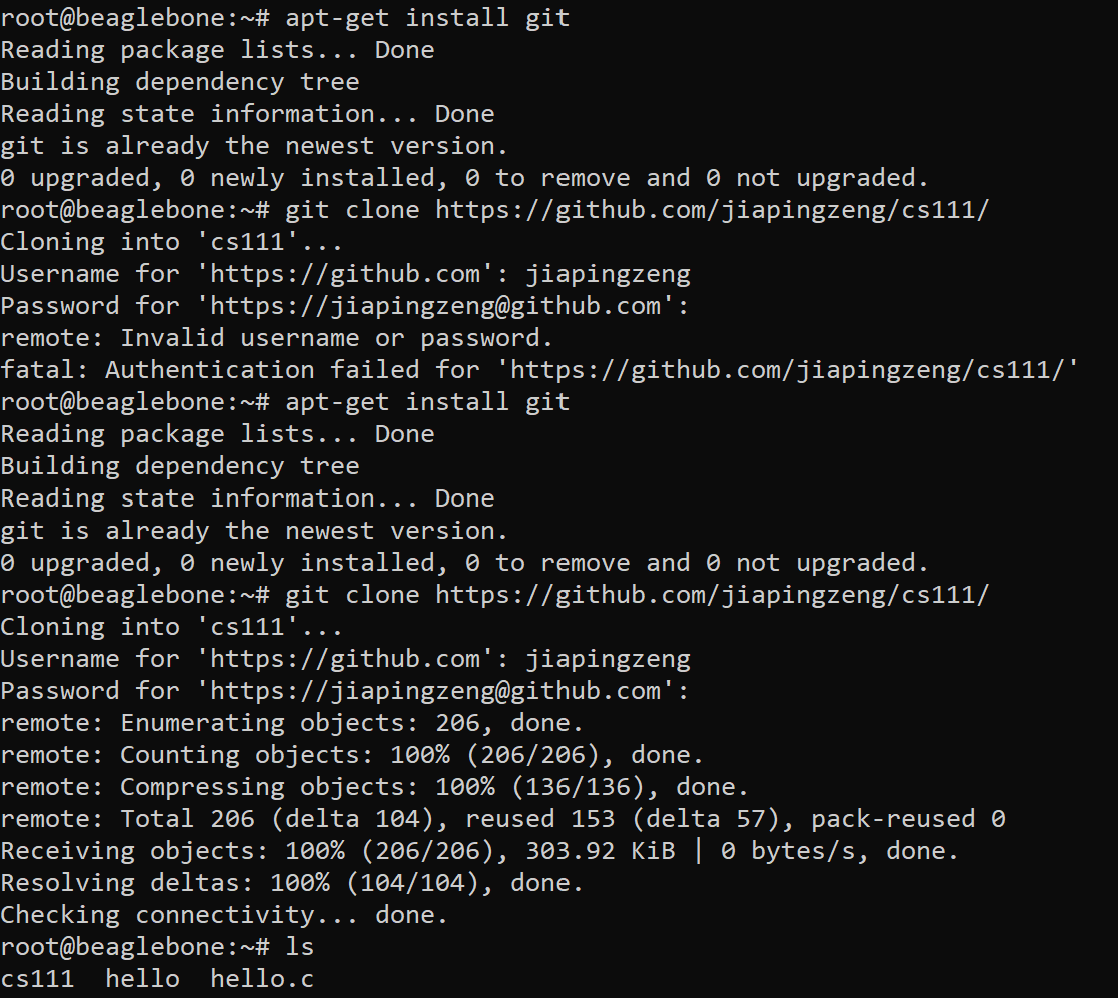 root@beaglebone:~# apt-get install git
Reading package lists... Done
Building dependency tree
Reading state information... Done
git is already the newest version.
0 upgraded, 0 newly installed, 0 to remove and 0 not upgraded.
root@beaglebone:~# git clone https://github.com/jiapingzeng/cs111/
Cloning into 'cs111'...
Username for 'https://github.com': jiapingzeng
Password for 'https://jiapingzeng@github.com':
remote: Invalid username or password.
fatal: Authentication failed for 'https://github.com/jiapingzeng/cs111/'
root@beaglebone:~# apt-get install git
Reading package lists... Done
Building dependency tree
Reading state information... Done
git is already the newest version.
0 upgraded, 0 newly installed, 0 to remove and 0 not upgraded.
root@beaglebone:~# git clone https://github.com/jiapingzeng/cs111/
Cloning into 'cs111'...
Username for 'https://github.com': jiapingzeng
Password for 'https://jiapingzeng@github.com':
remote: Enumerating objects: 206, done.
remote: Counting objects: 100% (206/206), done.
remote: Compressing objects: 100% (136/136), done.
remote: Total 206 (delta 104), reused 153 (delta 57), pack-reused 0
Receiving objects: 100% (206/206), 303.92 KiB | 0 bytes/s, done.
Resolving deltas: 100% (104/104), done.
Checking connectivity... done.
root@beaglebone:~# ls
cs111  hello  hello.c